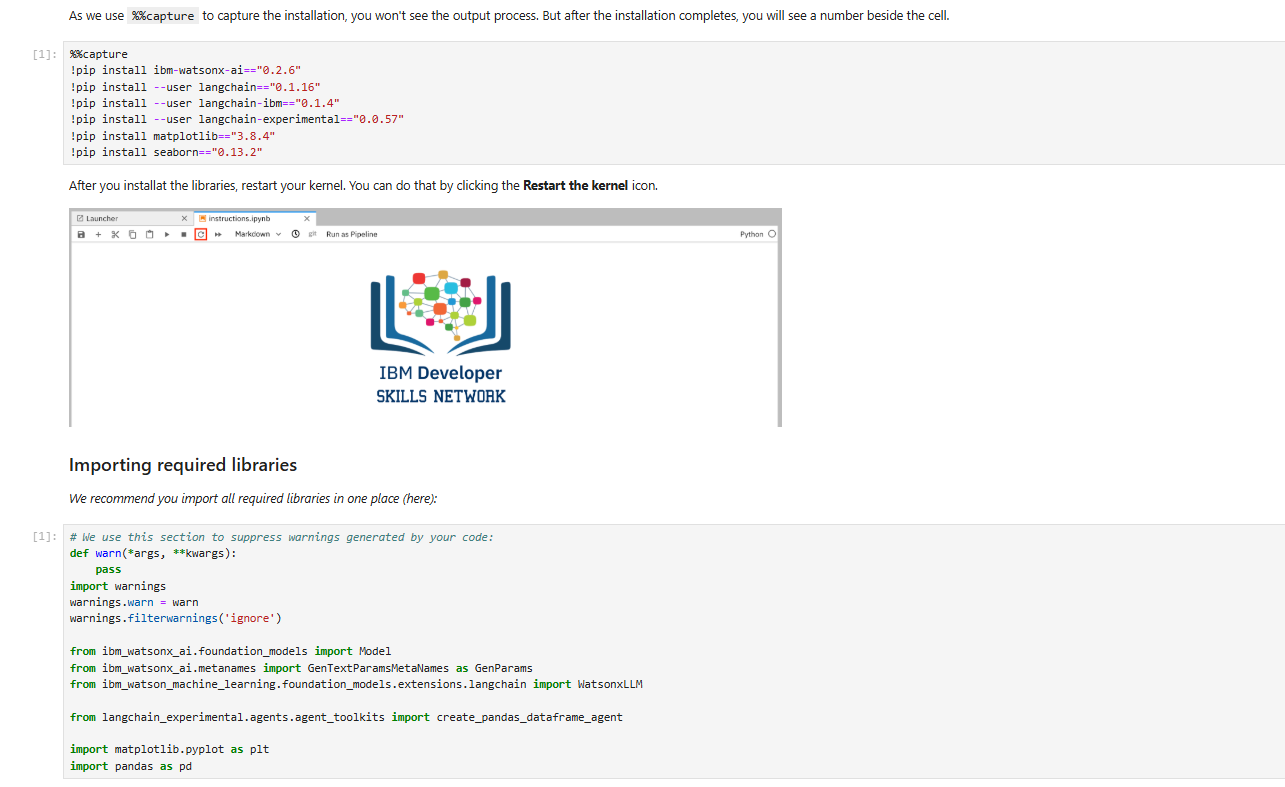 As we use %%capture to capture the installation, you won't see the output process. But after the installation completes, you will see a number beside the cell.
[1]:
%%capture
!pip install ibm-watsonx-ai=="0.2.6"
!pip install --user langchain=="0.1.16"
!pip install --user langchain-ibm=="0.1.4"
!pip install --user langchain-experimental=="0.0.57"
!pip install matplotlib=="3.8.4"
!pip install seaborn=="0.13.2"
After you installat the libraries, restart your kernel. You can do that by clicking the Restart the kernel icon.
Launcher instructions.ipynb
Markdown Run as Pipeline Python
IBM Developer
SKILLS NETWORK
Importing required libraries
We recommend you import all required libraries in one place (here):
[1]:
# We use this section to suppress warnings generated by your code:
def warn(*args, **kwargs):
    pass
import warnings
warnings.warn = warn
warnings.filterwarnings('ignore')
from ibm_watsonx_ai.foundation_models import Model
from ibm_watsonx_ai.metanames import GenTextParamsMetaNames as GenParams
from ibm_watson_machine_learning.foundation_models.extensions.langchain import WatsonxLLM
from langchain_experimental.agents.agent_toolkits import create_pandas_dataframe_agent
import matplotlib.pyplot as plt
import pandas as pd